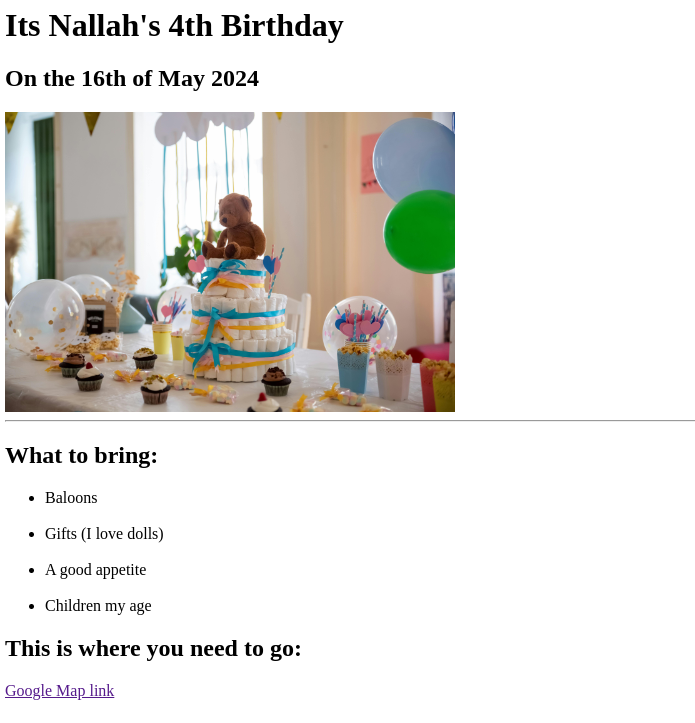 Its Nallah's 4th Birthday
On the 16th of May 2024
What to bring:
Baloons
Gifts (I love dolls)
A good appetite
Children my age
This is where you need to go:
Google Map link